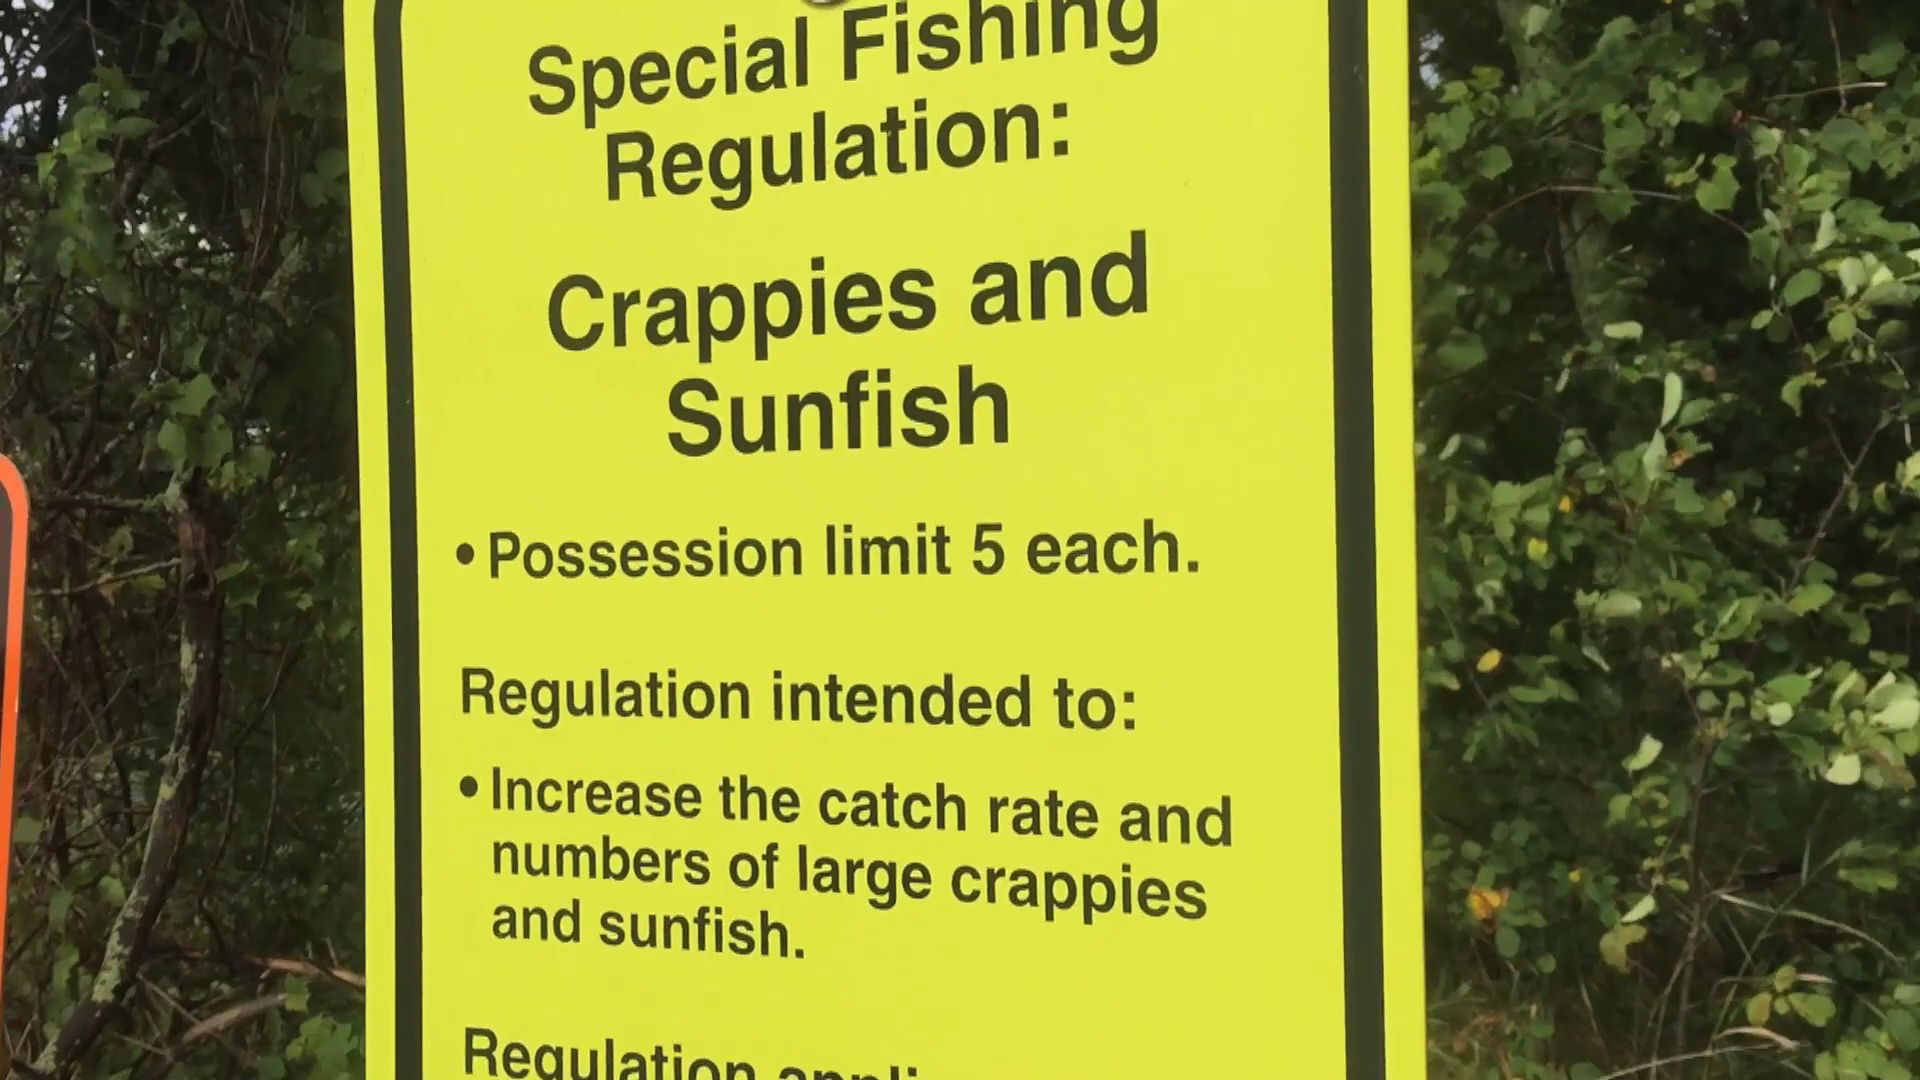 Special Fishing
Regulation:
Crappies and
Sunfish
• Possession limit 5 each.
Regulation intended to:
• Increase the catch rate and
numbers of large crappies
and sunfish.
Regulation